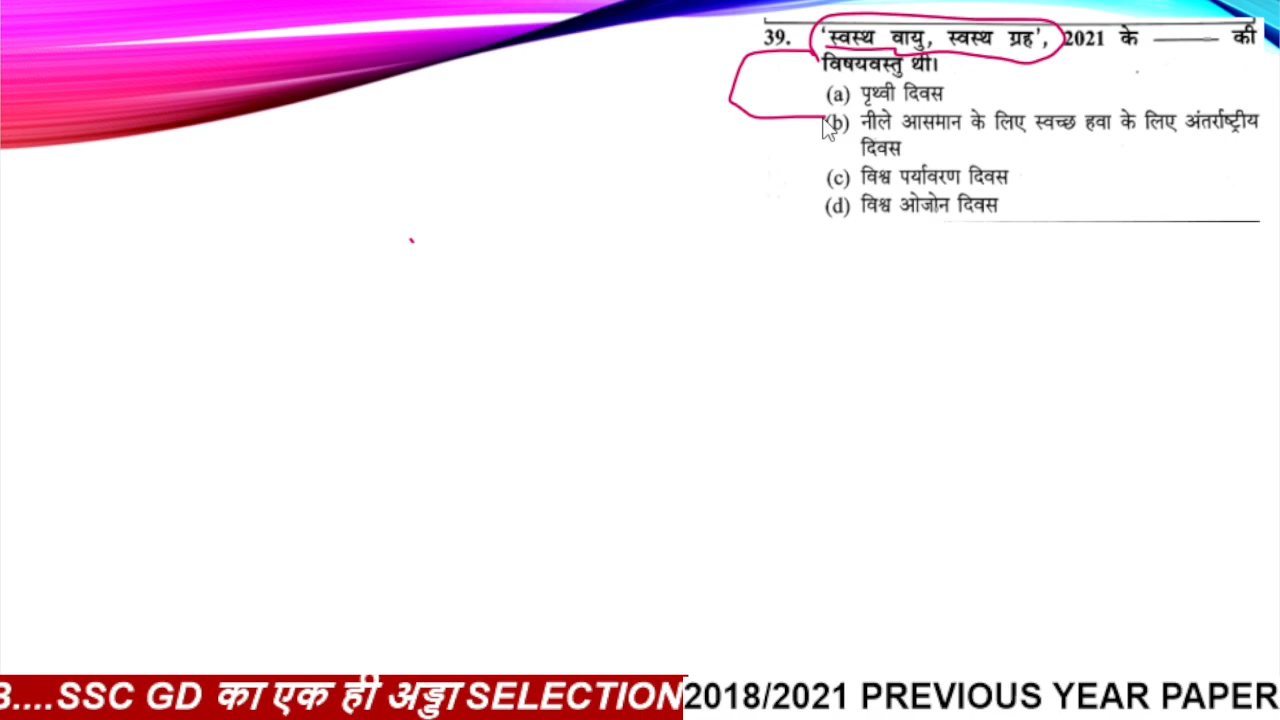 39. 'स्वस्थ वायु, स्वस्थ ग्रह', 2021 के ——— की
विषयवस्तु थी।
(a) पृथ्वी दिवस
(b) नीले आसमान के लिए स्वच्छ हवा के लिए अंतर्राष्ट्रीय
दिवस
(c) विश्व पर्यावरण दिवस
(d) विश्व ओजोन दिवस
3....SSC GD का एक ही अड्डा SELECTION 2018/2021 PREVIOUS YEAR PAPER